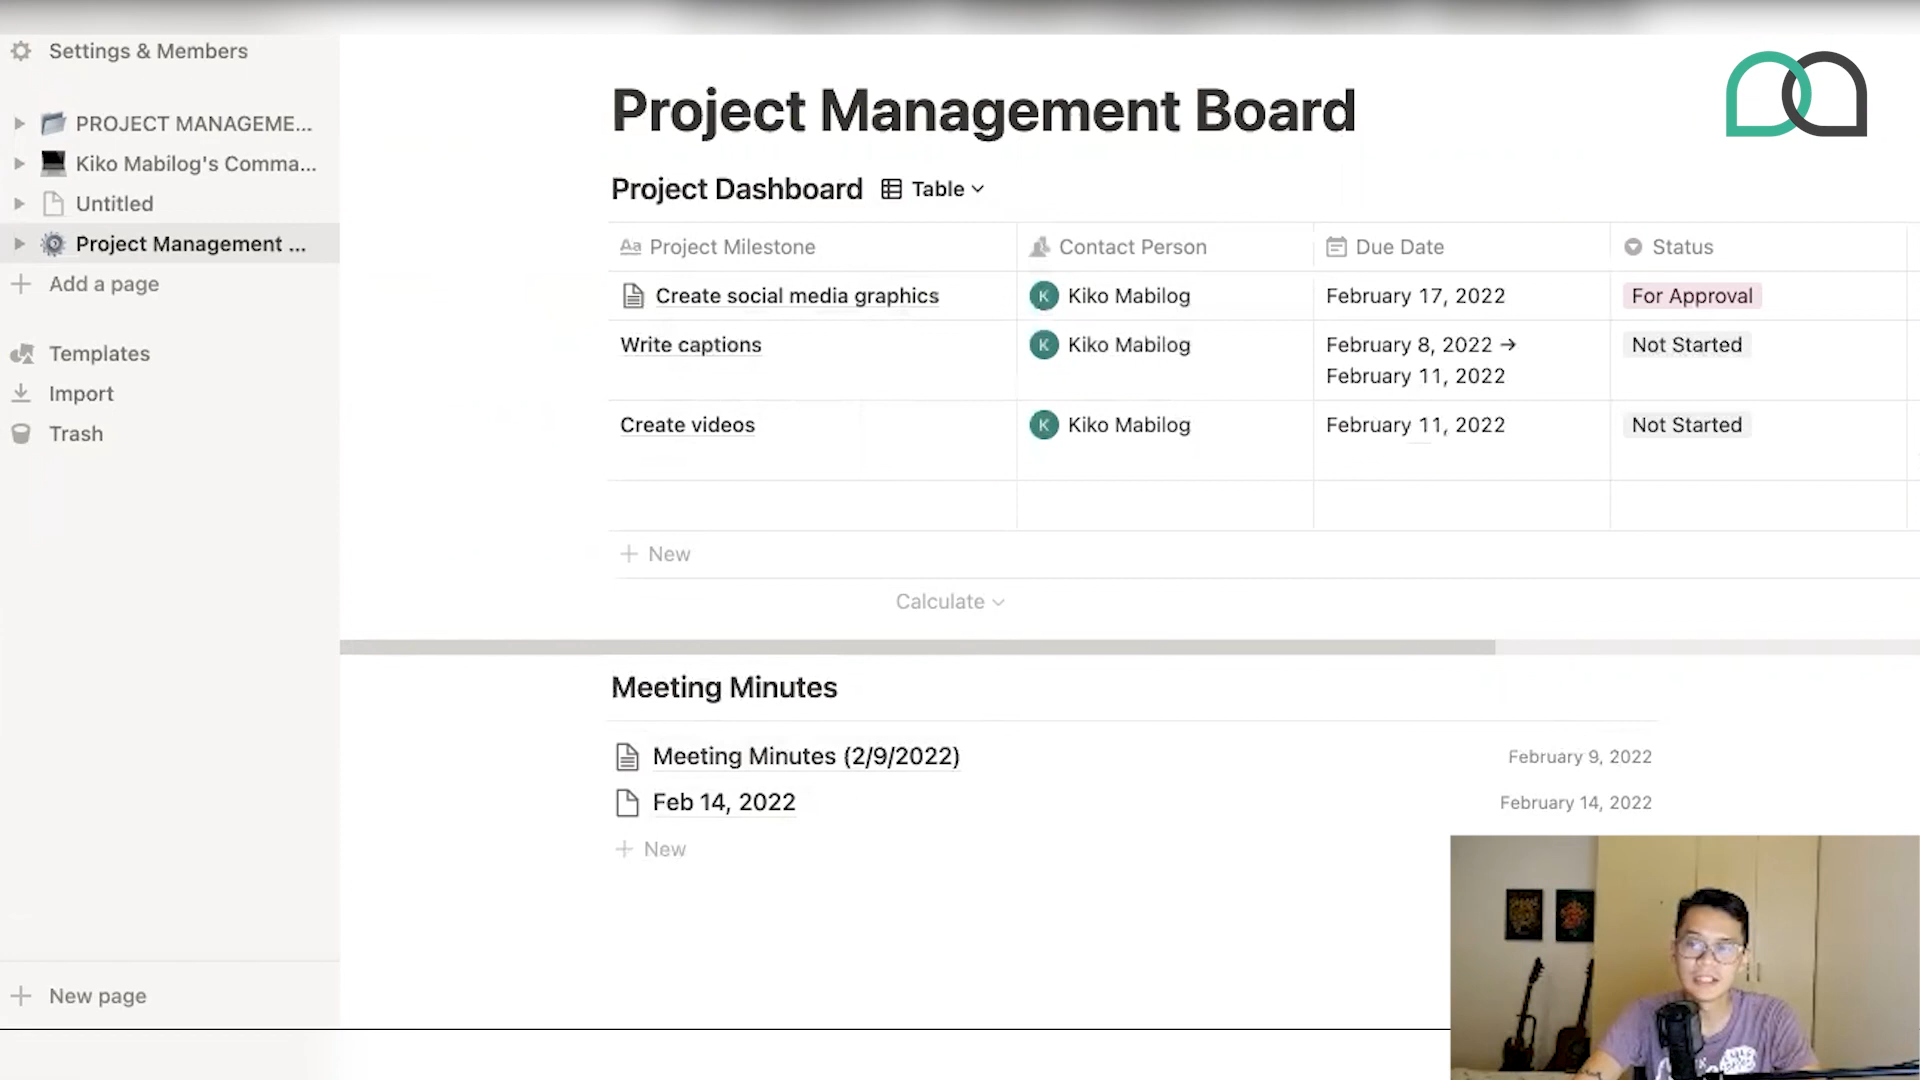 Settings & Members
PROJECT MANAGEME...
Kiko Mabilog's Comma...
Untitled
Project Management ...
Add a page
Templates
Import
Trash
New page
Project Management Board
Project Dashboard Table
Aa Project Milestone Contact Person Due Date Status
Create social media graphics K Kiko Mabilog February 17, 2022 For Approval
Write captions K Kiko Mabilog February 8, 2022 → Not Started
February 11, 2022
Create videos K Kiko Mabilog February 11, 2022 Not Started
New
Calculate
Meeting Minutes
Meeting Minutes (2/9/2022) February 9, 2022
Feb 14, 2022 February 14, 2022
New